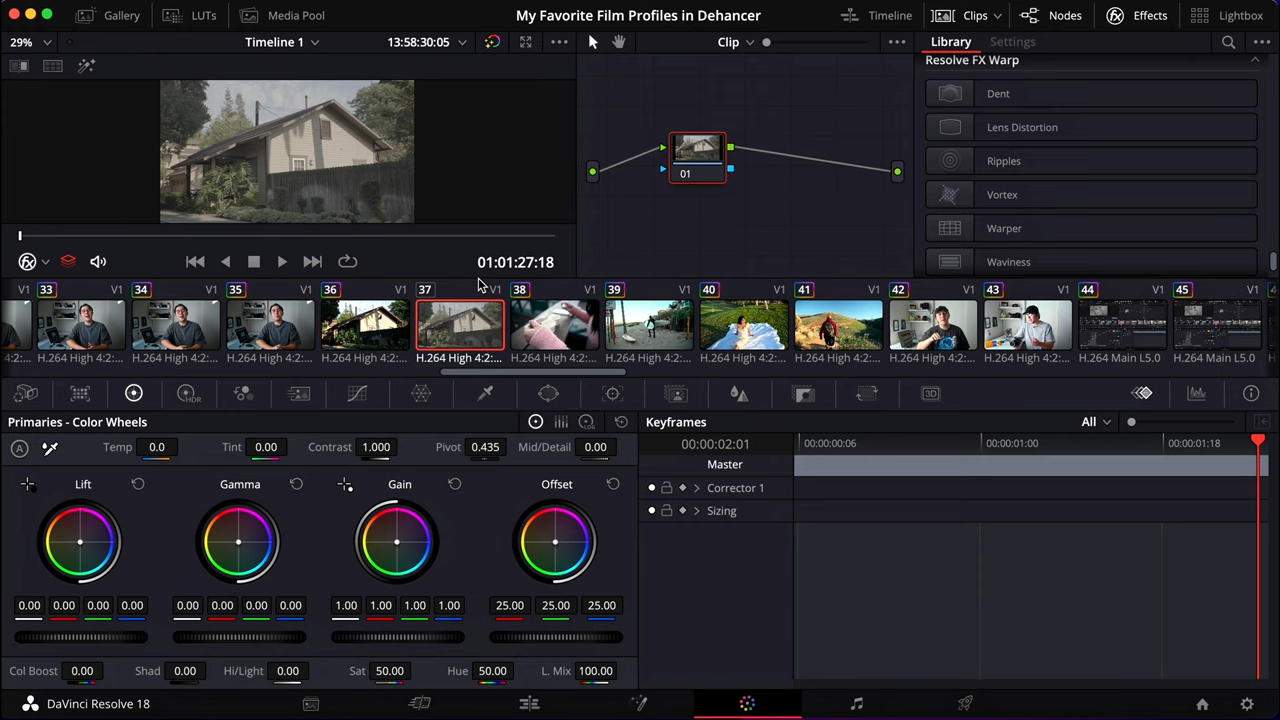 Gallery LUTs Media Pool My Favorite Film Profiles in Dehancer Timeline Clips Nodes Effects Lightbox
29% Timeline 1 13:58:30:05 Clip Library Settings
Resolve FX Warp
Dent
Lens Distortion
Ripples
Vortex
Warper
Waviness
01
01:01:27:18
V1 33 V1 34 V1 35 V1 36 V1 37 V1 38 V1 39 V1 40 V1 41 V1 42 V1 43 V1 44 V1 45 V1 4
H.264 High 4:2:... H.264 High 4:2:... H.264 High 4:2:... H.264 High 4:2:... H.264 High 4:2:... H.264 High 4:2:... H.264 High 4:2:... H.264 High 4:2:... H.264 High 4:2:... H.264 High 4:2:... H.264 High 4:2:... H.264 Main L5.0 H.264 Main L5.0
HDR 3D
Primaries - Color Wheels LOG Keyframes All
A Temp 0.0 Tint 0.00 Contrast 1.000 Pivot 0.435 Mid/Detail 0.00
00:00:02:01 00:00:00:06 00:00:01:00 00:00:01:18
Master
Lift Gamma Gain Offset
Corrector 1
Sizing
0.00 0.00 0.00 0.00 0.00 0.00 0.00 0.00 1.00 1.00 1.00 1.00 25.00 25.00 25.00
Col Boost 0.00 Shad 0.00 Hi/Light 0.00 Sat 50.00 Hue 50.00 L. Mix 100.00
DaVinci Resolve 18